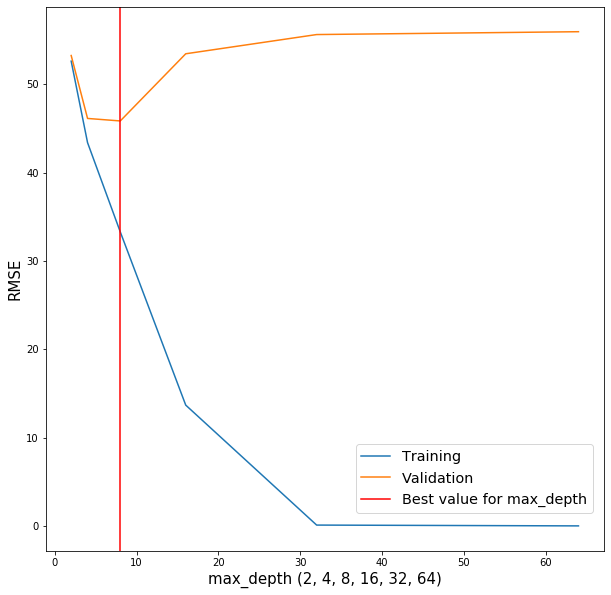 50
40
30
20
10
0
RMSE
Training
Validation
Best value for max_depth
0 10 20 30 40 50 60
max_depth (2, 4, 8, 16, 32, 64)